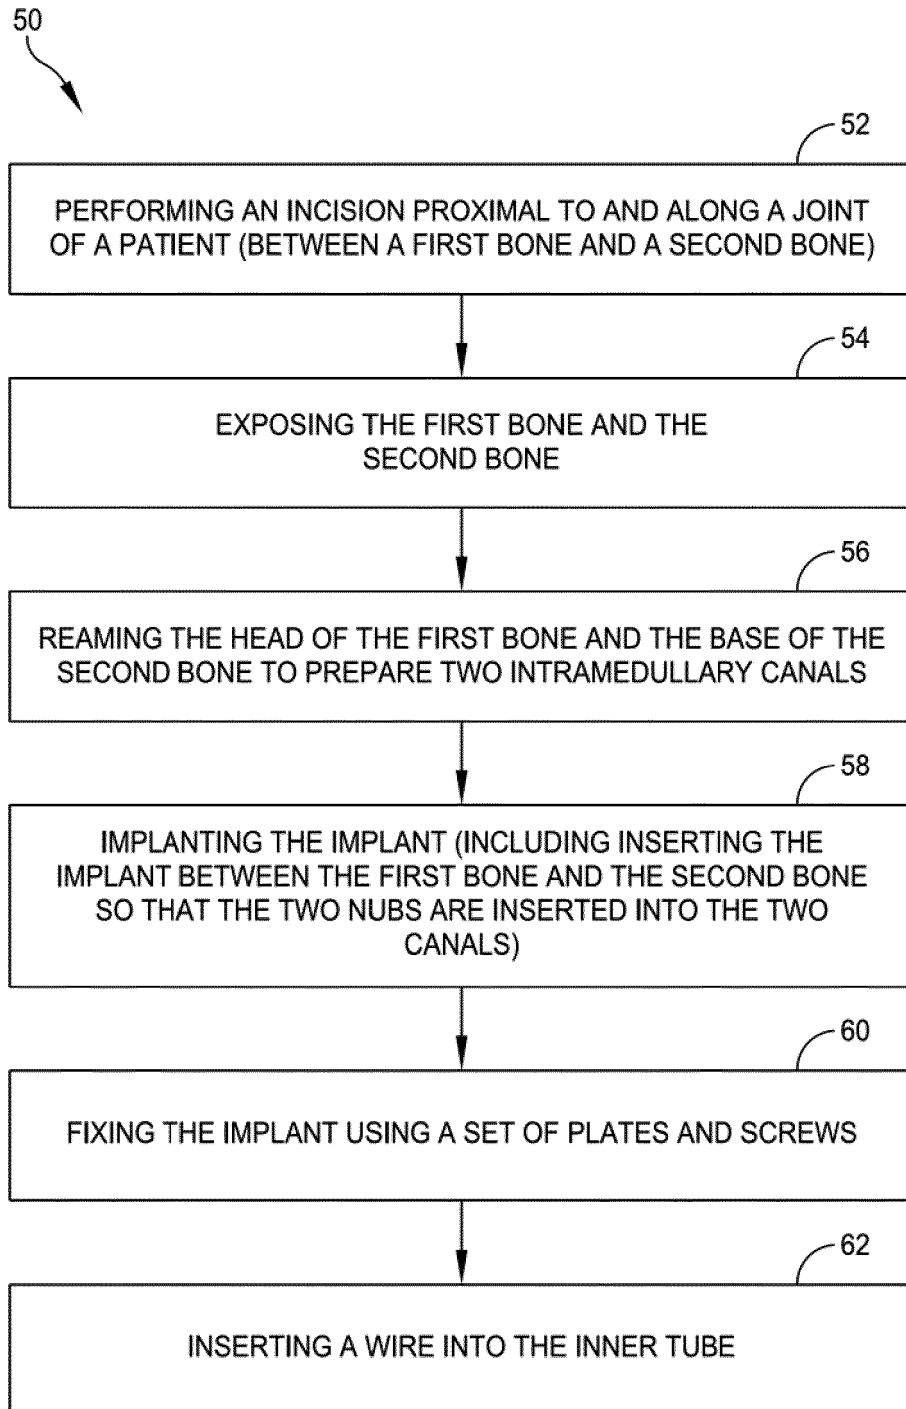 50
52
PERFORMING AN INCISION PROXIMAL TO AND ALONG A JOINT
OF A PATIENT (BETWEEN A FIRST BONE AND A SECOND BONE)
54
EXPOSING THE FIRST BONE AND THE
SECOND BONE
56
REAMING THE HEAD OF THE FIRST BONE AND THE BASE OF THE
SECOND BONE TO PREPARE TWO INTRAMEDULLARY CANALS
58
IMPLANTING THE IMPLANT (INCLUDING INSERTING THE
IMPLANT BETWEEN THE FIRST BONE AND THE SECOND BONE
SO THAT THE TWO NUBS ARE INSERTED INTO THE TWO
CANALS)
60
FIXING THE IMPLANT USING A SET OF PLATES AND SCREWS
62
INSERTING A WIRE INTO THE INNER TUBE